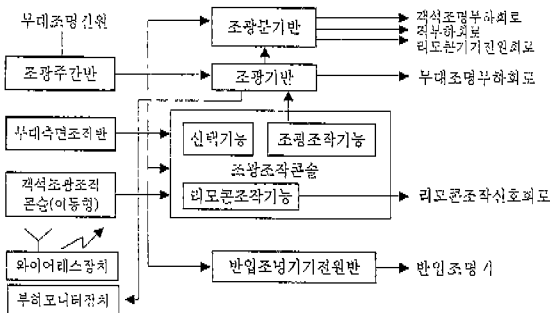 무대조명전원
조광분기반
객석조명부하회로
직부하회로
리모콘기기전원회로
조광주간반
조광기반
무대조명부하회로
무대측면조작반
선택기능
조광조작기능
조광조작콘솔
객석조광조작
콘솔(이동형)
리모콘조작기능
리모콘조작신호회로
와이어레스장치
반입조명기기전원반
반입조명기
부하모니터장치